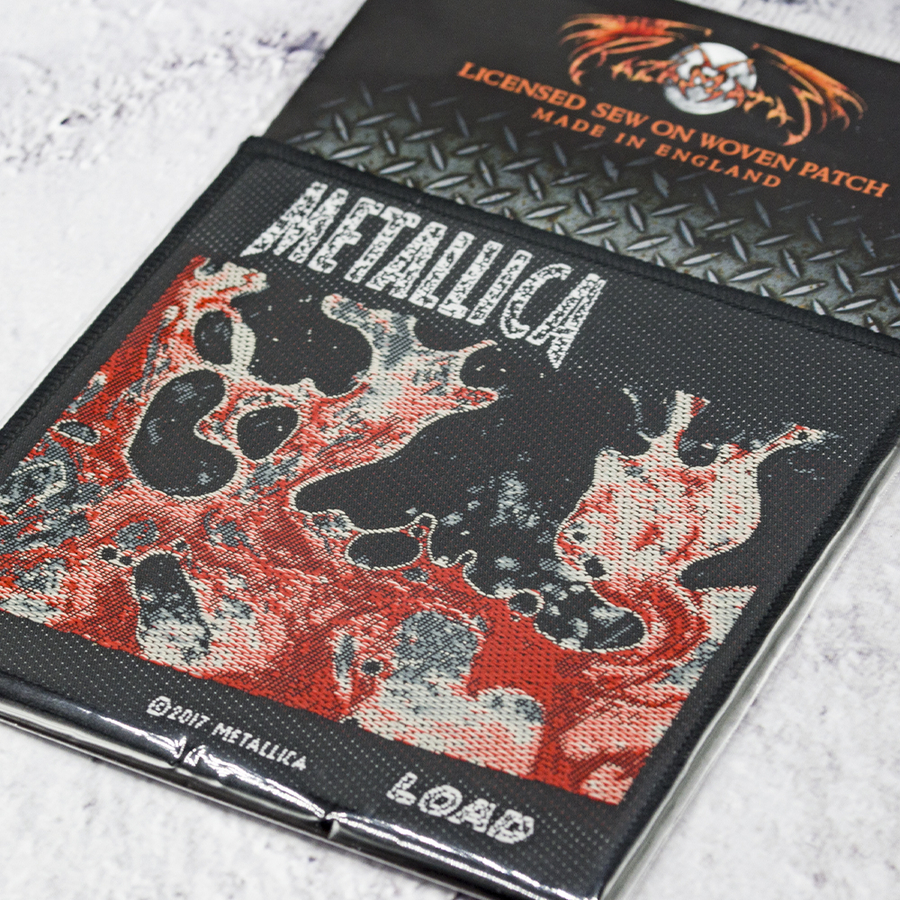 LICENSED SEW ON WOVEN PATCH
MADE IN ENGLAND
METALLICA
©2017 METALLICA
LOAD